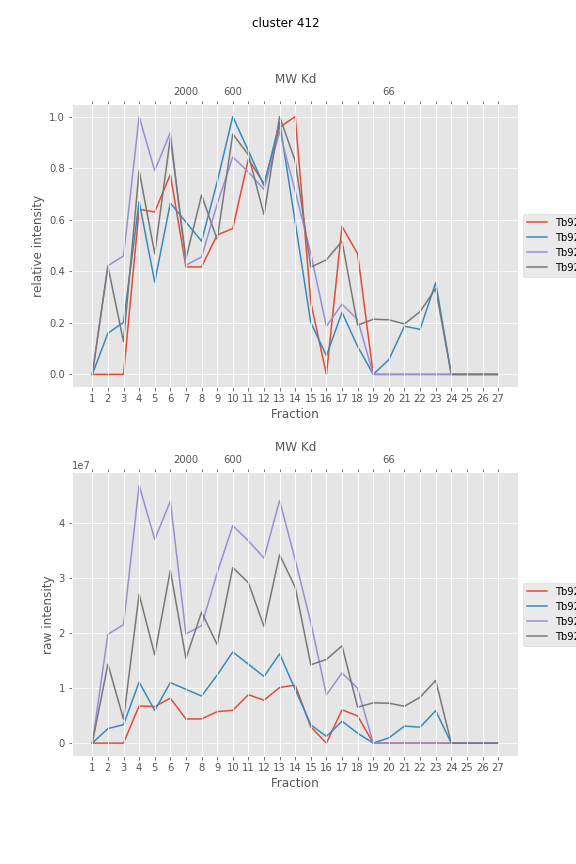 cluster 412
MW Kd
2000 600 66
1.0
0.8
0.6
0.4
0.2
0.0
relative intensity
Tb92
Tb92
Tb92
Tb92
1 2 3 4 5 6 7 8 9 10 11 12 13 14 15 16 17 18 19 20 21 22 23 24 25 26 27
Fraction
MW Kd
2000 600 66
1e7
4
3
2
1
0
raw intensity
Tb92
Tb92
Tb92
Tb92
1 2 3 4 5 6 7 8 9 10 11 12 13 14 15 16 17 18 19 20 21 22 23 24 25 26 27
Fraction